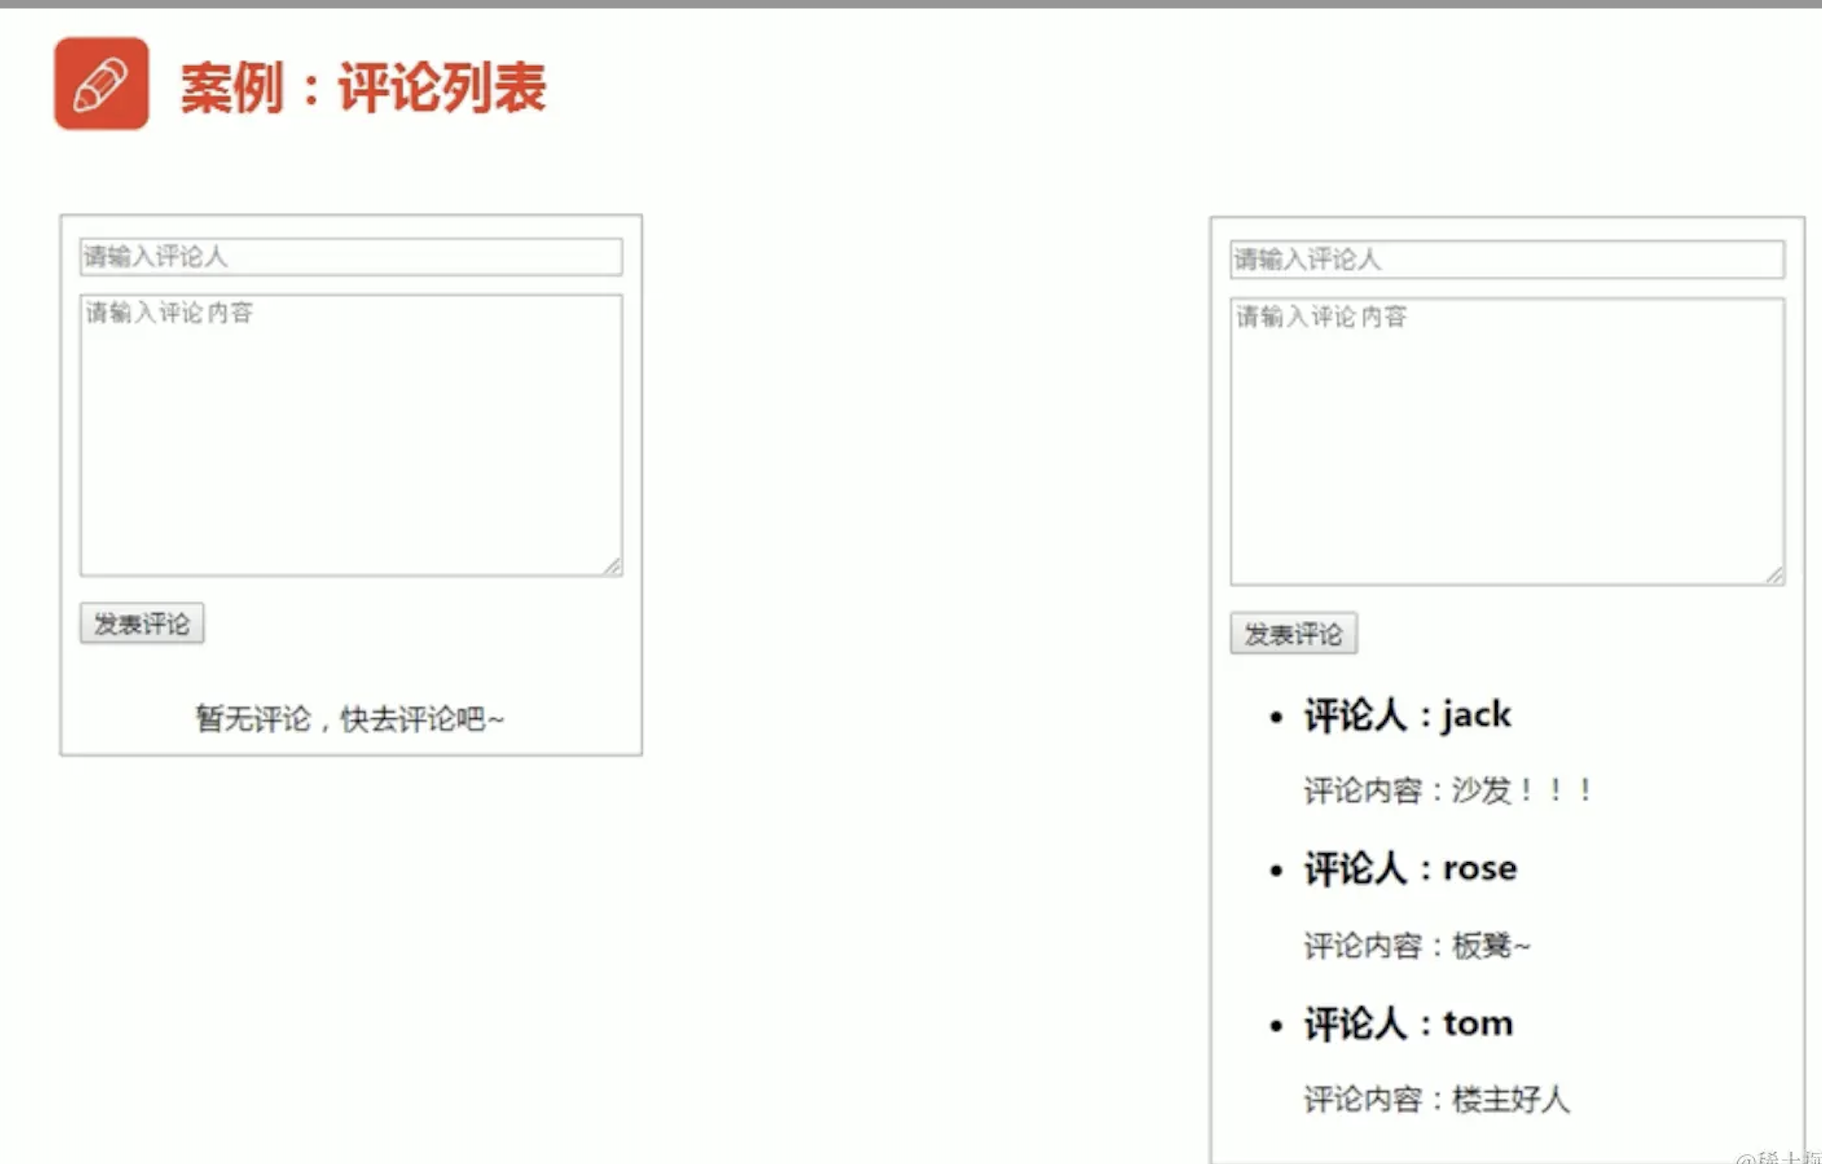 案例：评论列表
请输入评论人
请输入评论内容
发表评论
暂无评论，快去评论吧~
请输入评论人
请输入评论内容
发表评论
评论人：jack
评论内容：沙发！！！
评论人：rose
评论内容：板凳~
评论人：tom
评论内容：楼主好人